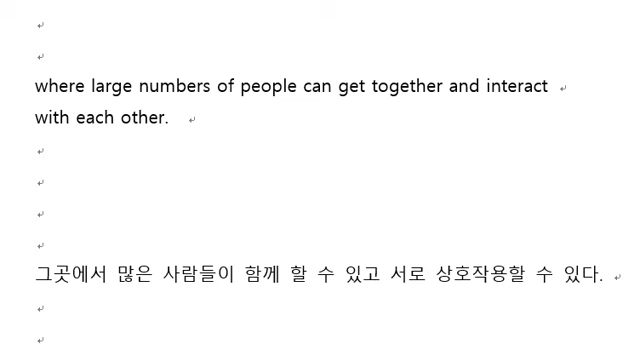 where large numbers of people can get together and interact
with each other.
그곳에서 많은 사람들이 함께 할 수 있고 서로 상호작용할 수 있다.